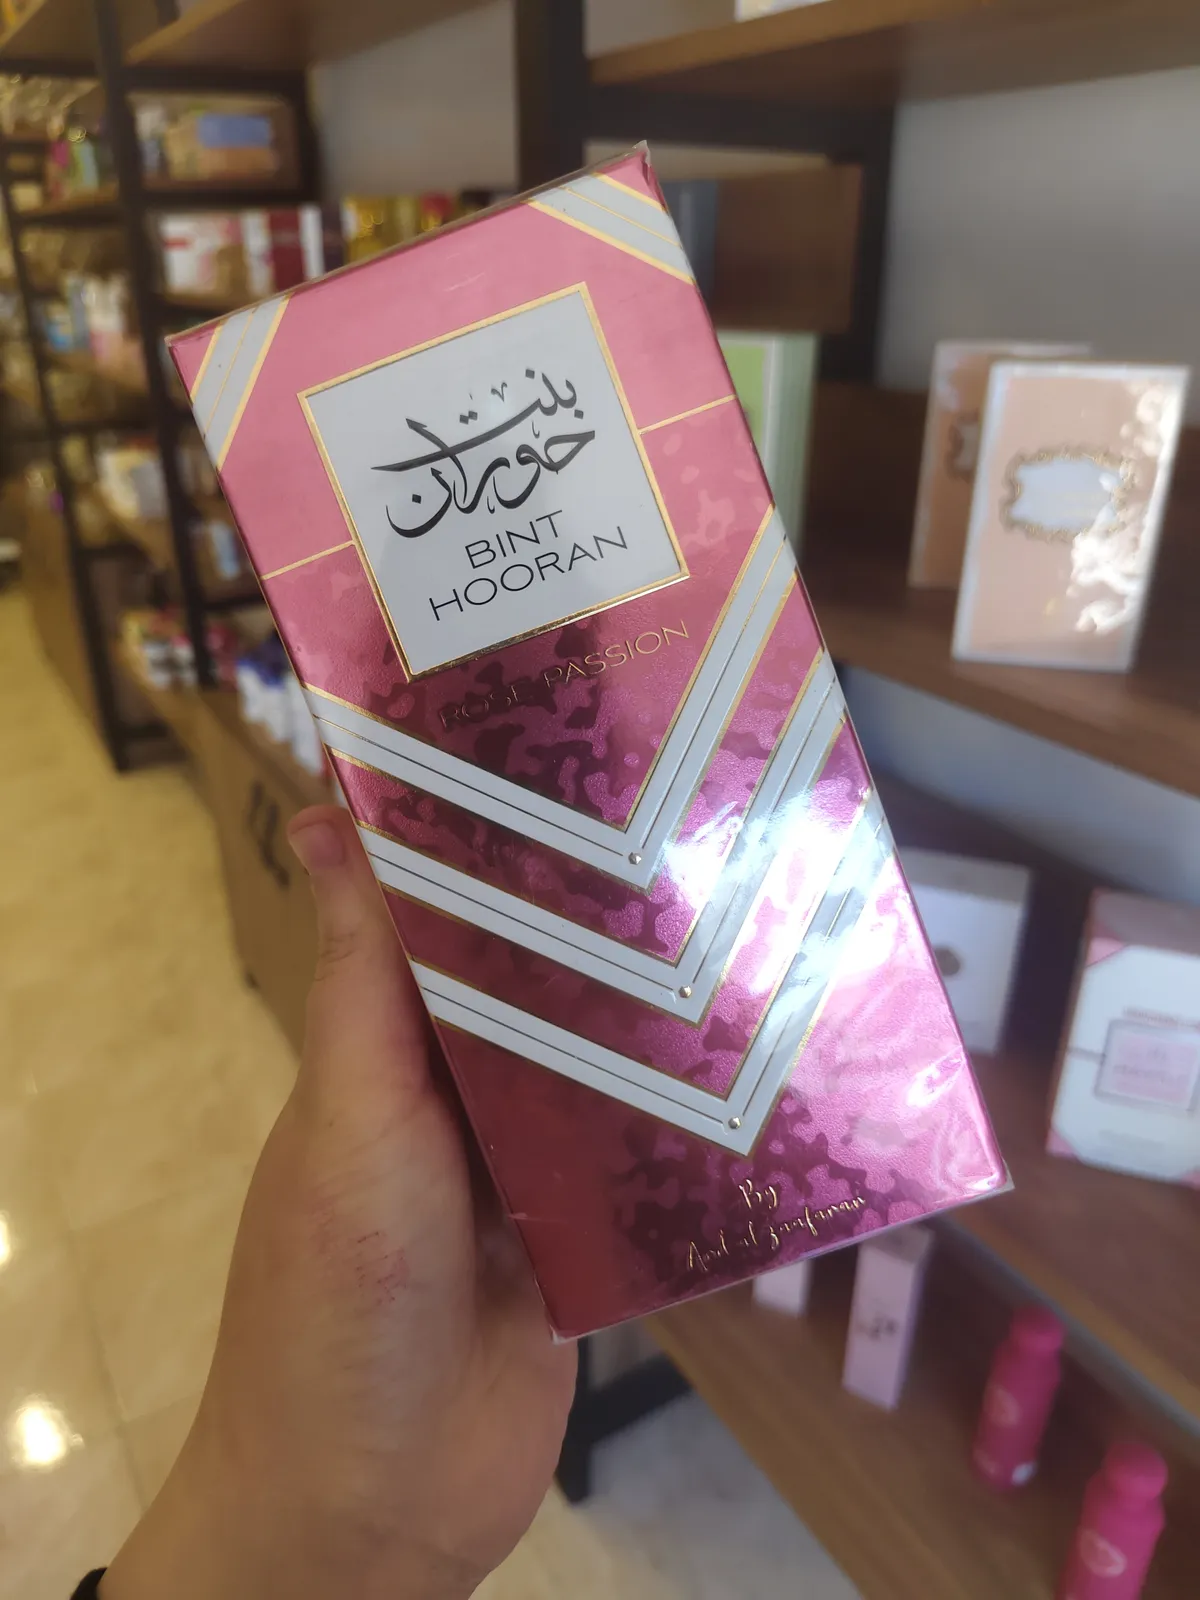 بنت
حوران
BINT
HOORAN
ROSE PASSION
By
Ard al zaafaran